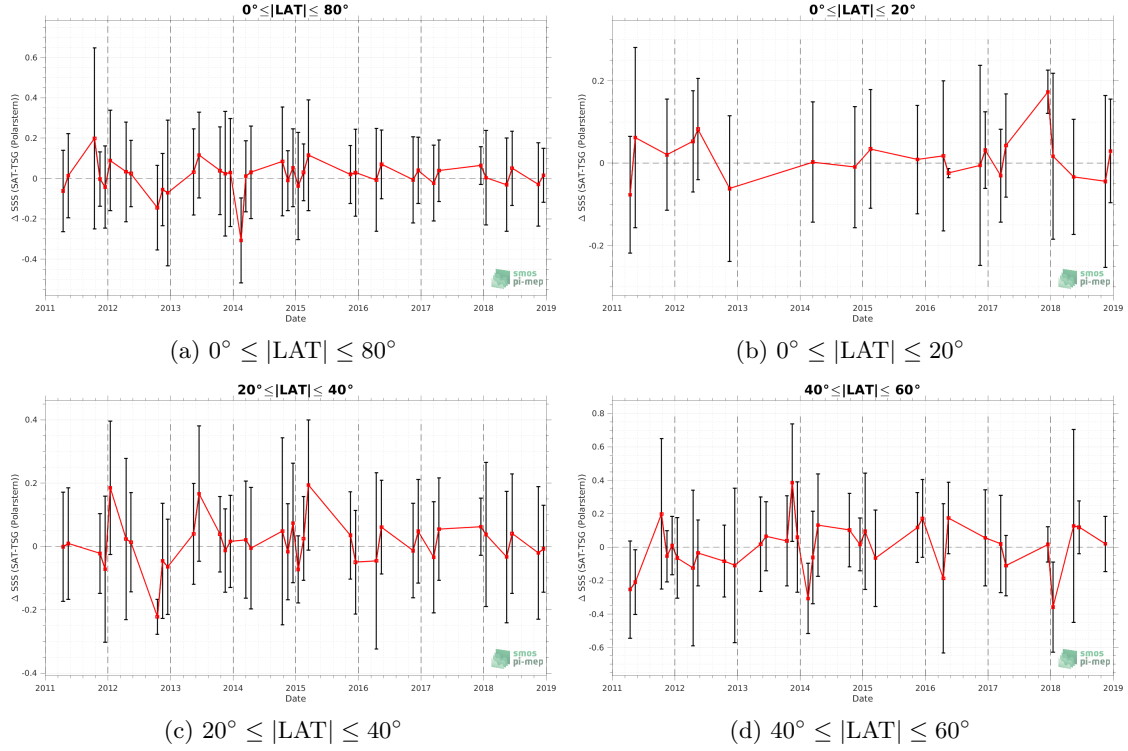 0°≤|LAT|≤ 80°
Δ SSS (SAT-TSG (Polarstern))
0.6
0.4
0.2
0
-0.2
-0.4
smos
pi-mep
2011 2012 2013 2014 2015 2016 2017 2018 2019
Date
(a) 0° ≤ |LAT| ≤ 80°
0°≤|LAT|≤ 20°
Δ SSS (SAT-TSG (Polarstern))
0.2
0
-0.2
smos
pi-mep
2011 2012 2013 2014 2015 2016 2017 2018 2019
Date
(b) 0° ≤ |LAT| ≤ 20°
20°≤|LAT|≤ 40°
Δ SSS (SAT-TSG (Polarstern))
0.4
0.2
0
-0.2
-0.4
smos
pi-mep
2011 2012 2013 2014 2015 2016 2017 2018 2019
Date
(c) 20° ≤ |LAT| ≤ 40°
40°≤|LAT|≤ 60°
Δ SSS (SAT-TSG (Polarstern))
0.8
0.6
0.4
0.2
0
-0.2
-0.4
-0.6
smos
pi-mep
2011 2012 2013 2014 2015 2016 2017 2018 2019
Date
(d) 40° ≤ |LAT| ≤ 60°